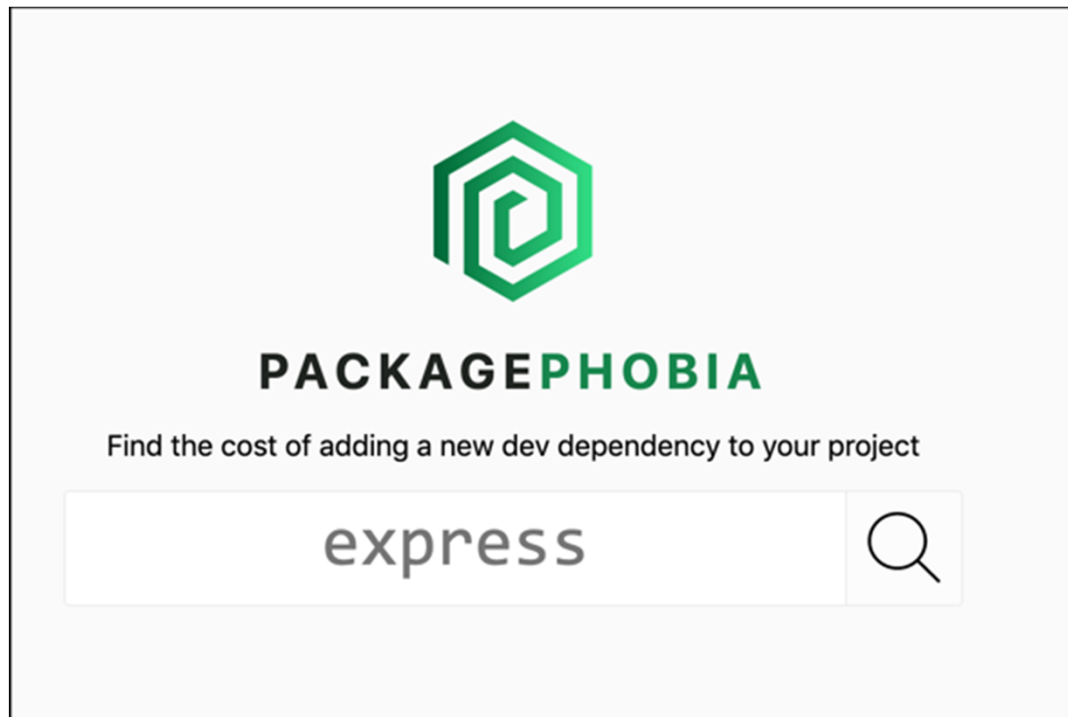 PACKAGEPHOBIA
Find the cost of adding a new dev dependency to your project
express